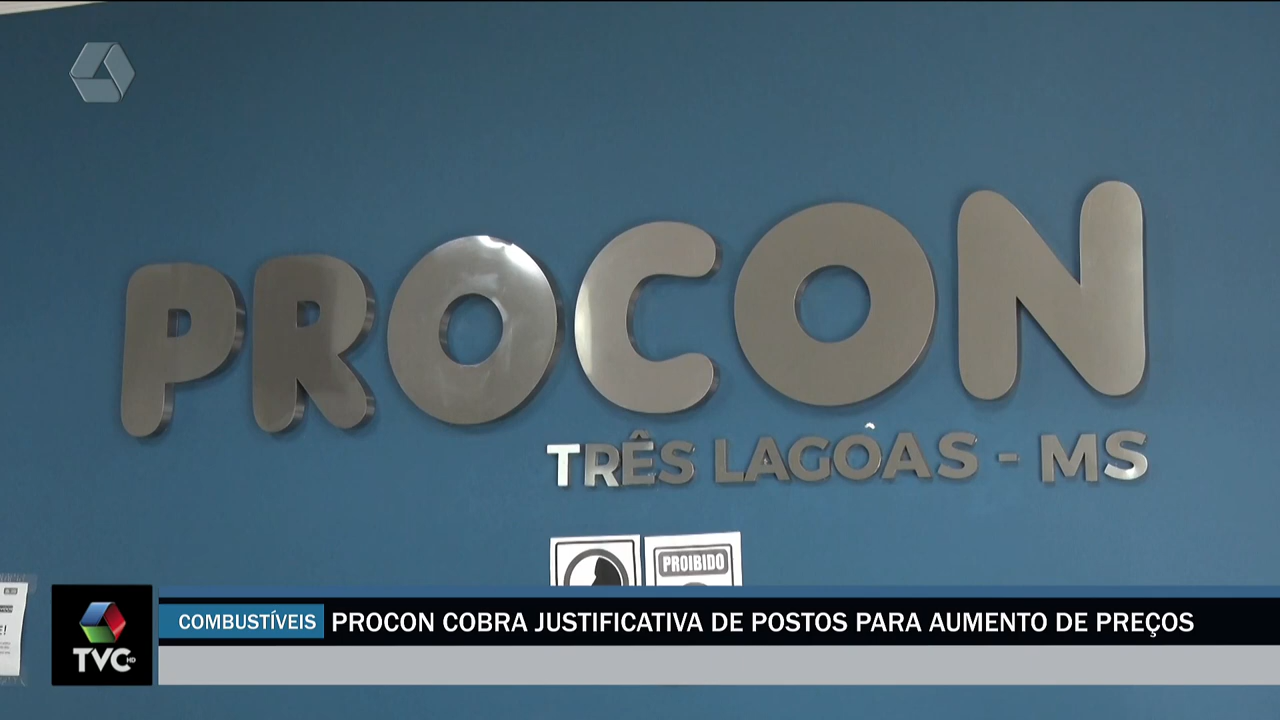 PROCON
TRÊS LAGOAS - MS
PROIBIDO
COMBUSTÍVEIS PROCON COBRA JUSTIFICATIVA DE POSTOS PARA AUMENTO DE PREÇOS
TVC HD